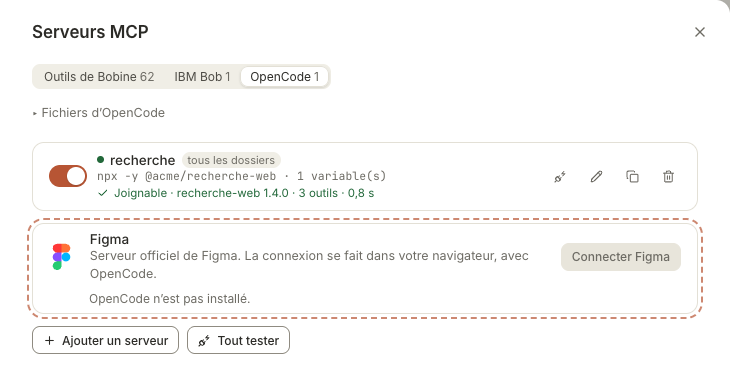 Serveurs MCP
Outils de Bobine 62 IBM Bob 1 OpenCode 1
▸ Fichiers d’OpenCode
recherche tous les dossiers
npx -y @acme/recherche-web · 1 variable(s)
✓ Joignable · recherche-web 1.4.0 · 3 outils · 0,8 s
Figma
Serveur officiel de Figma. La connexion se fait dans votre navigateur, avec
OpenCode.
Connecter Figma
OpenCode n’est pas installé.
+ Ajouter un serveur Tout tester